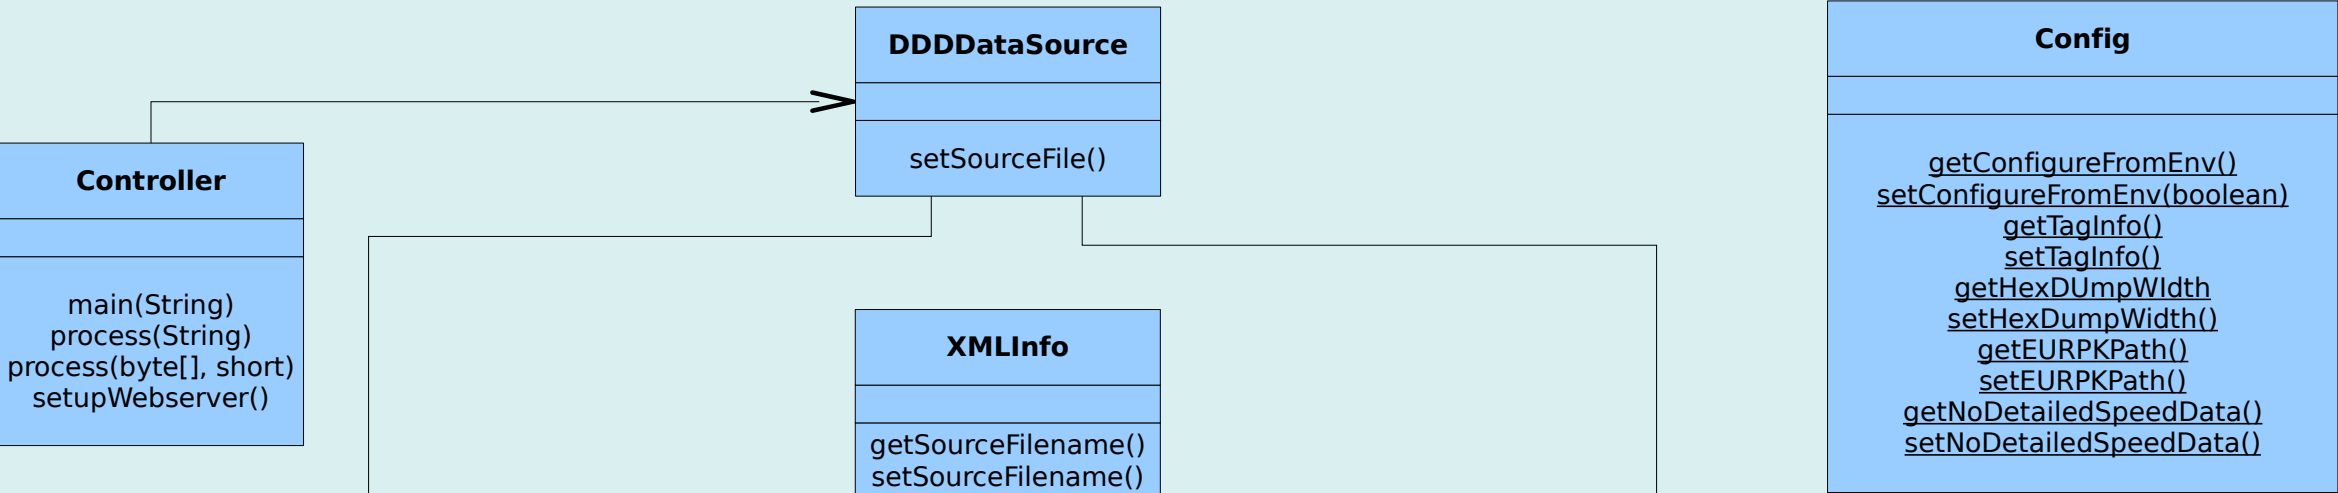 DDDDataSource
setSourceFile()
Config
getConfigureFromEnv()
setConfigureFromEnv(boolean)
getTagInfo()
setTagInfo()
getHexDUmpWIdth
setHexDumpWidth()
getEURPKPath()
setEURPKPath()
getNoDetailedSpeedData()
setNoDetailedSpeedData()
Controller
main(String)
process(String)
process(byte[], short)
setupWebserver()
XMLInfo
getSourceFilename()
setSourceFilename()